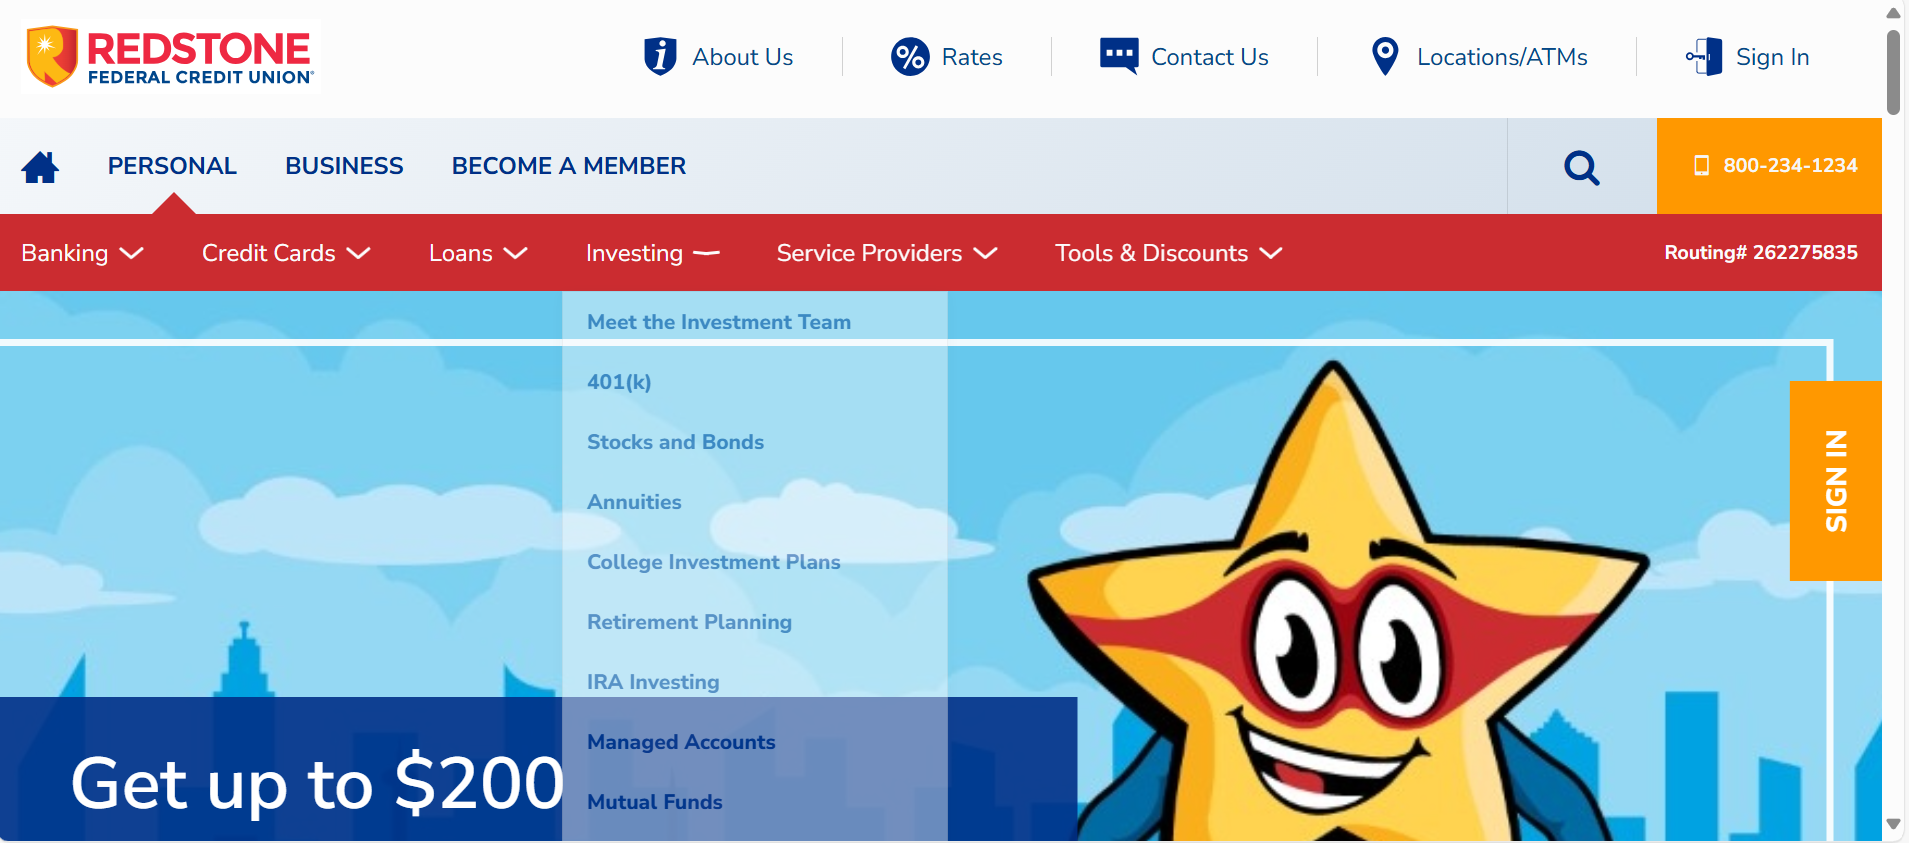 REDSTONE
FEDERAL CREDIT UNION®
About Us
Rates
Contact Us
Locations/ATMs
Sign In
PERSONAL
BUSINESS
BECOME A MEMBER
800-234-1234
Banking
Credit Cards
Loans
Investing
Service Providers
Tools & Discounts
Routing# 262275835
Meet the Investment Team
401(k)
Stocks and Bonds
Annuities
College Investment Plans
Retirement Planning
IRA Investing
Managed Accounts
Mutual Funds
SIGN IN
Get up to $200